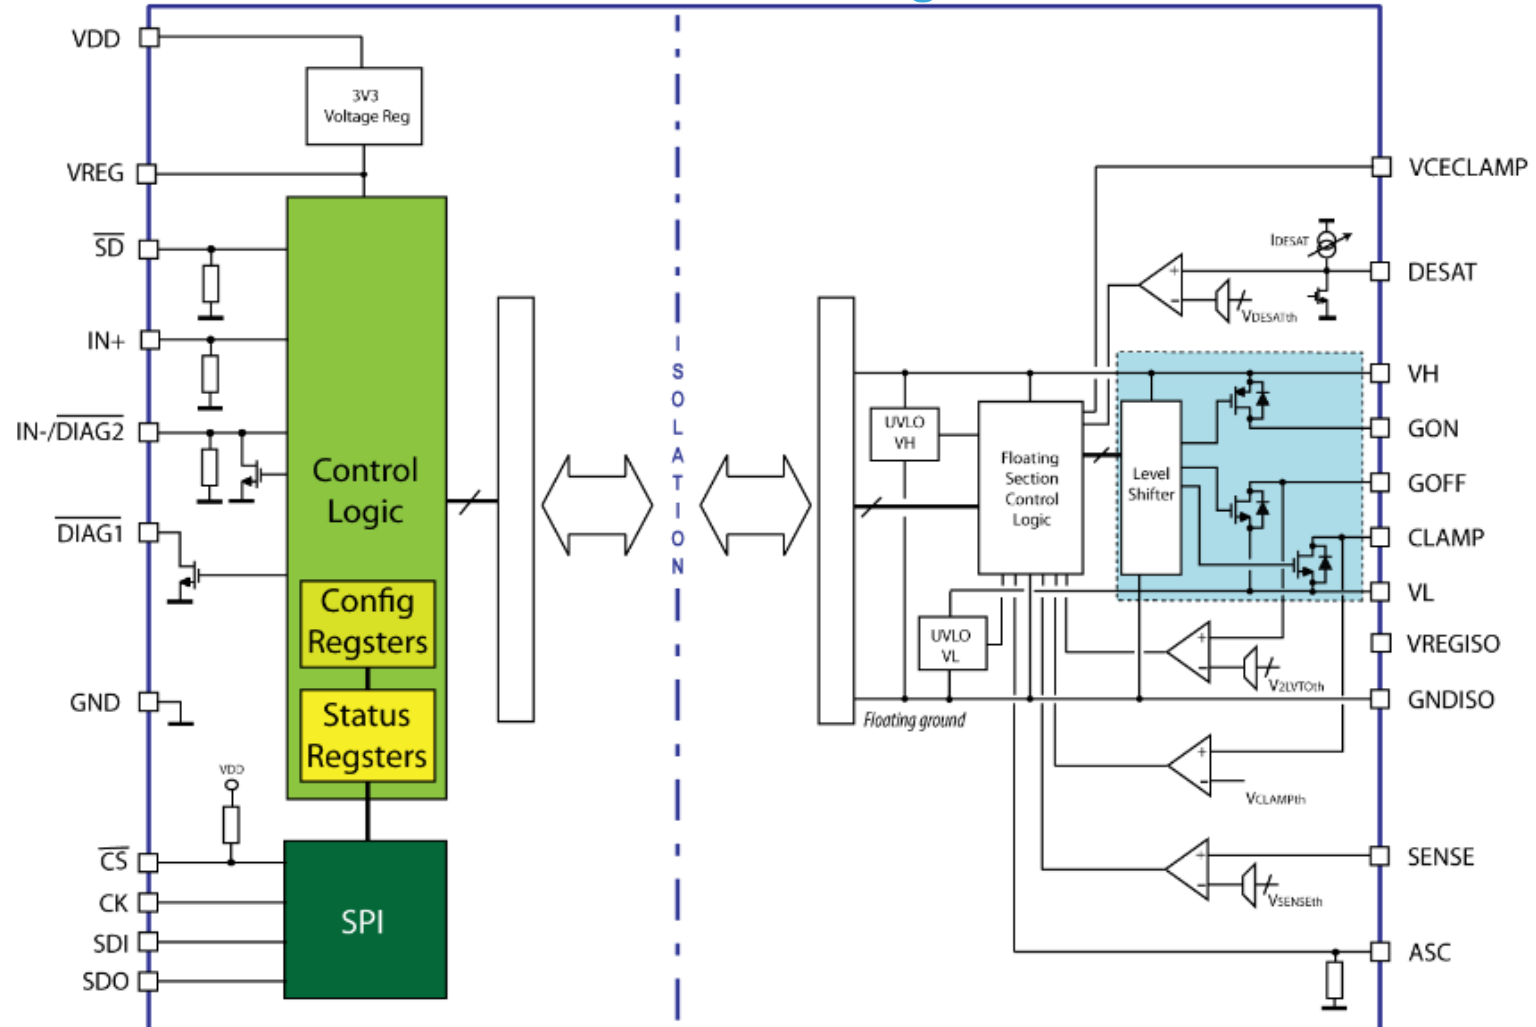 VDD
3V3
Voltage Reg
VREG
SD
IN+
IN-/DIAG2
DIAG1
GND
VDD
CS
CK
SDI
SDO
Control
Logic
Config
Regsters
Status
Regsters
SPI
ISOLATION
UVLO
VH
UVLO
VL
Floating ground
Floating
Section
Control
Logic
Level
Shifter
IDESAT
VDESATth
V2LVTOth
VCLAMPth
VSENSEth
VCECLAMP
DESAT
VH
GON
GOFF
CLAMP
VL
VREGISO
GNDISO
SENSE
ASC